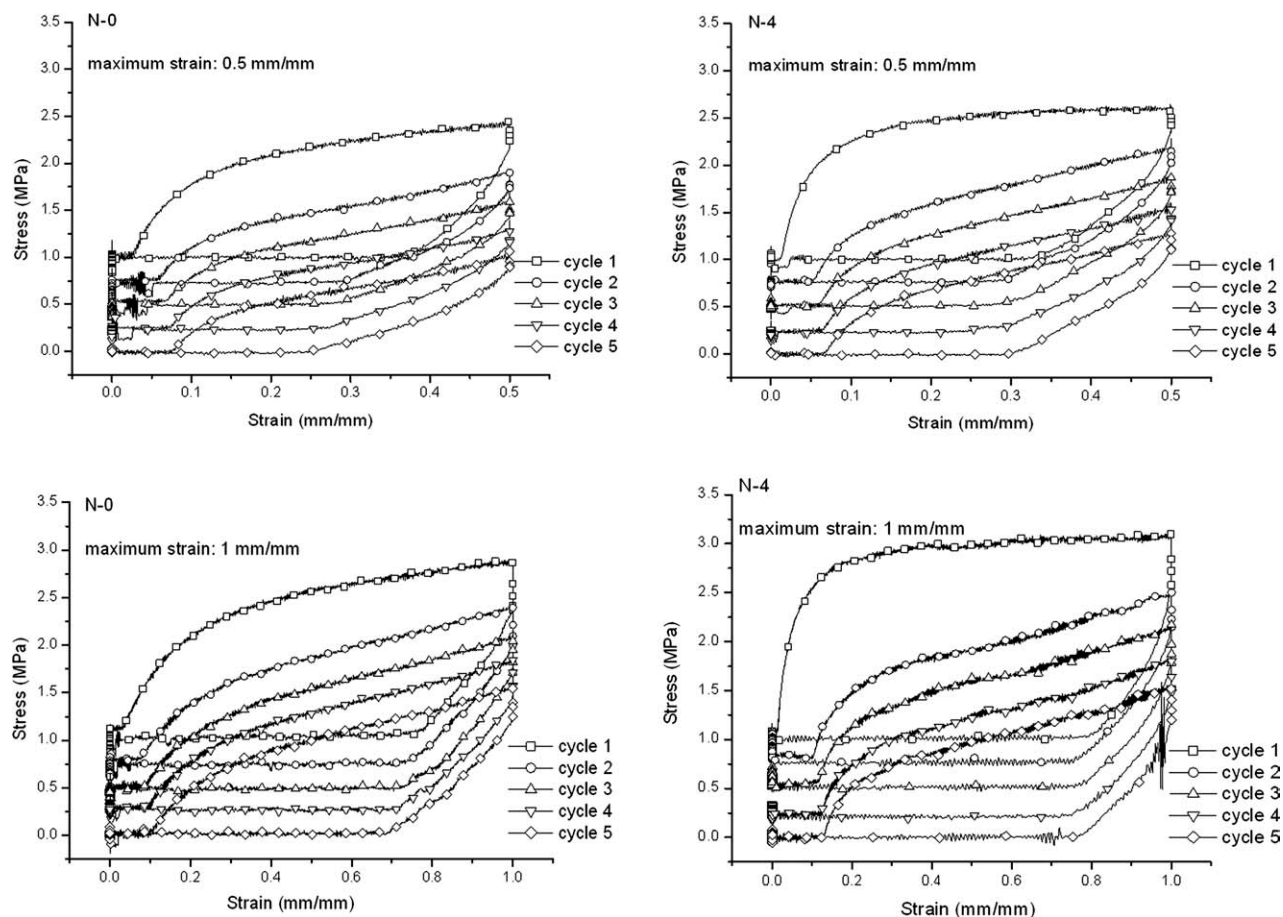 N-0
maximum strain: 0.5 mm/mm
3.5
3.0
2.5
2.0
1.5
1.0
0.5
0.0
Stress (MPa)
cycle 1
cycle 2
cycle 3
cycle 4
cycle 5
0.0 0.1 0.2 0.3 0.4 0.5
Strain (mm/mm)
N-4
maximum strain: 0.5 mm/mm
3.5
3.0
2.5
2.0
1.5
1.0
0.5
0.0
Stress (MPa)
cycle 1
cycle 2
cycle 3
cycle 4
cycle 5
0.0 0.1 0.2 0.3 0.4 0.5
Strain (mm/mm)
N-0
maximum strain: 1 mm/mm
3.5
3.0
2.5
2.0
1.5
1.0
0.5
0.0
Stress (MPa)
cycle 1
cycle 2
cycle 3
cycle 4
cycle 5
0.0 0.2 0.4 0.6 0.8 1.0
Strain (mm/mm)
N-4
maximum strain: 1 mm/mm
3.5
3.0
2.5
2.0
1.5
1.0
0.5
0.0
Stress (MPa)
cycle 1
cycle 2
cycle 3
cycle 4
cycle 5
0.0 0.2 0.4 0.6 0.8 1.0
Strain (mm/mm)